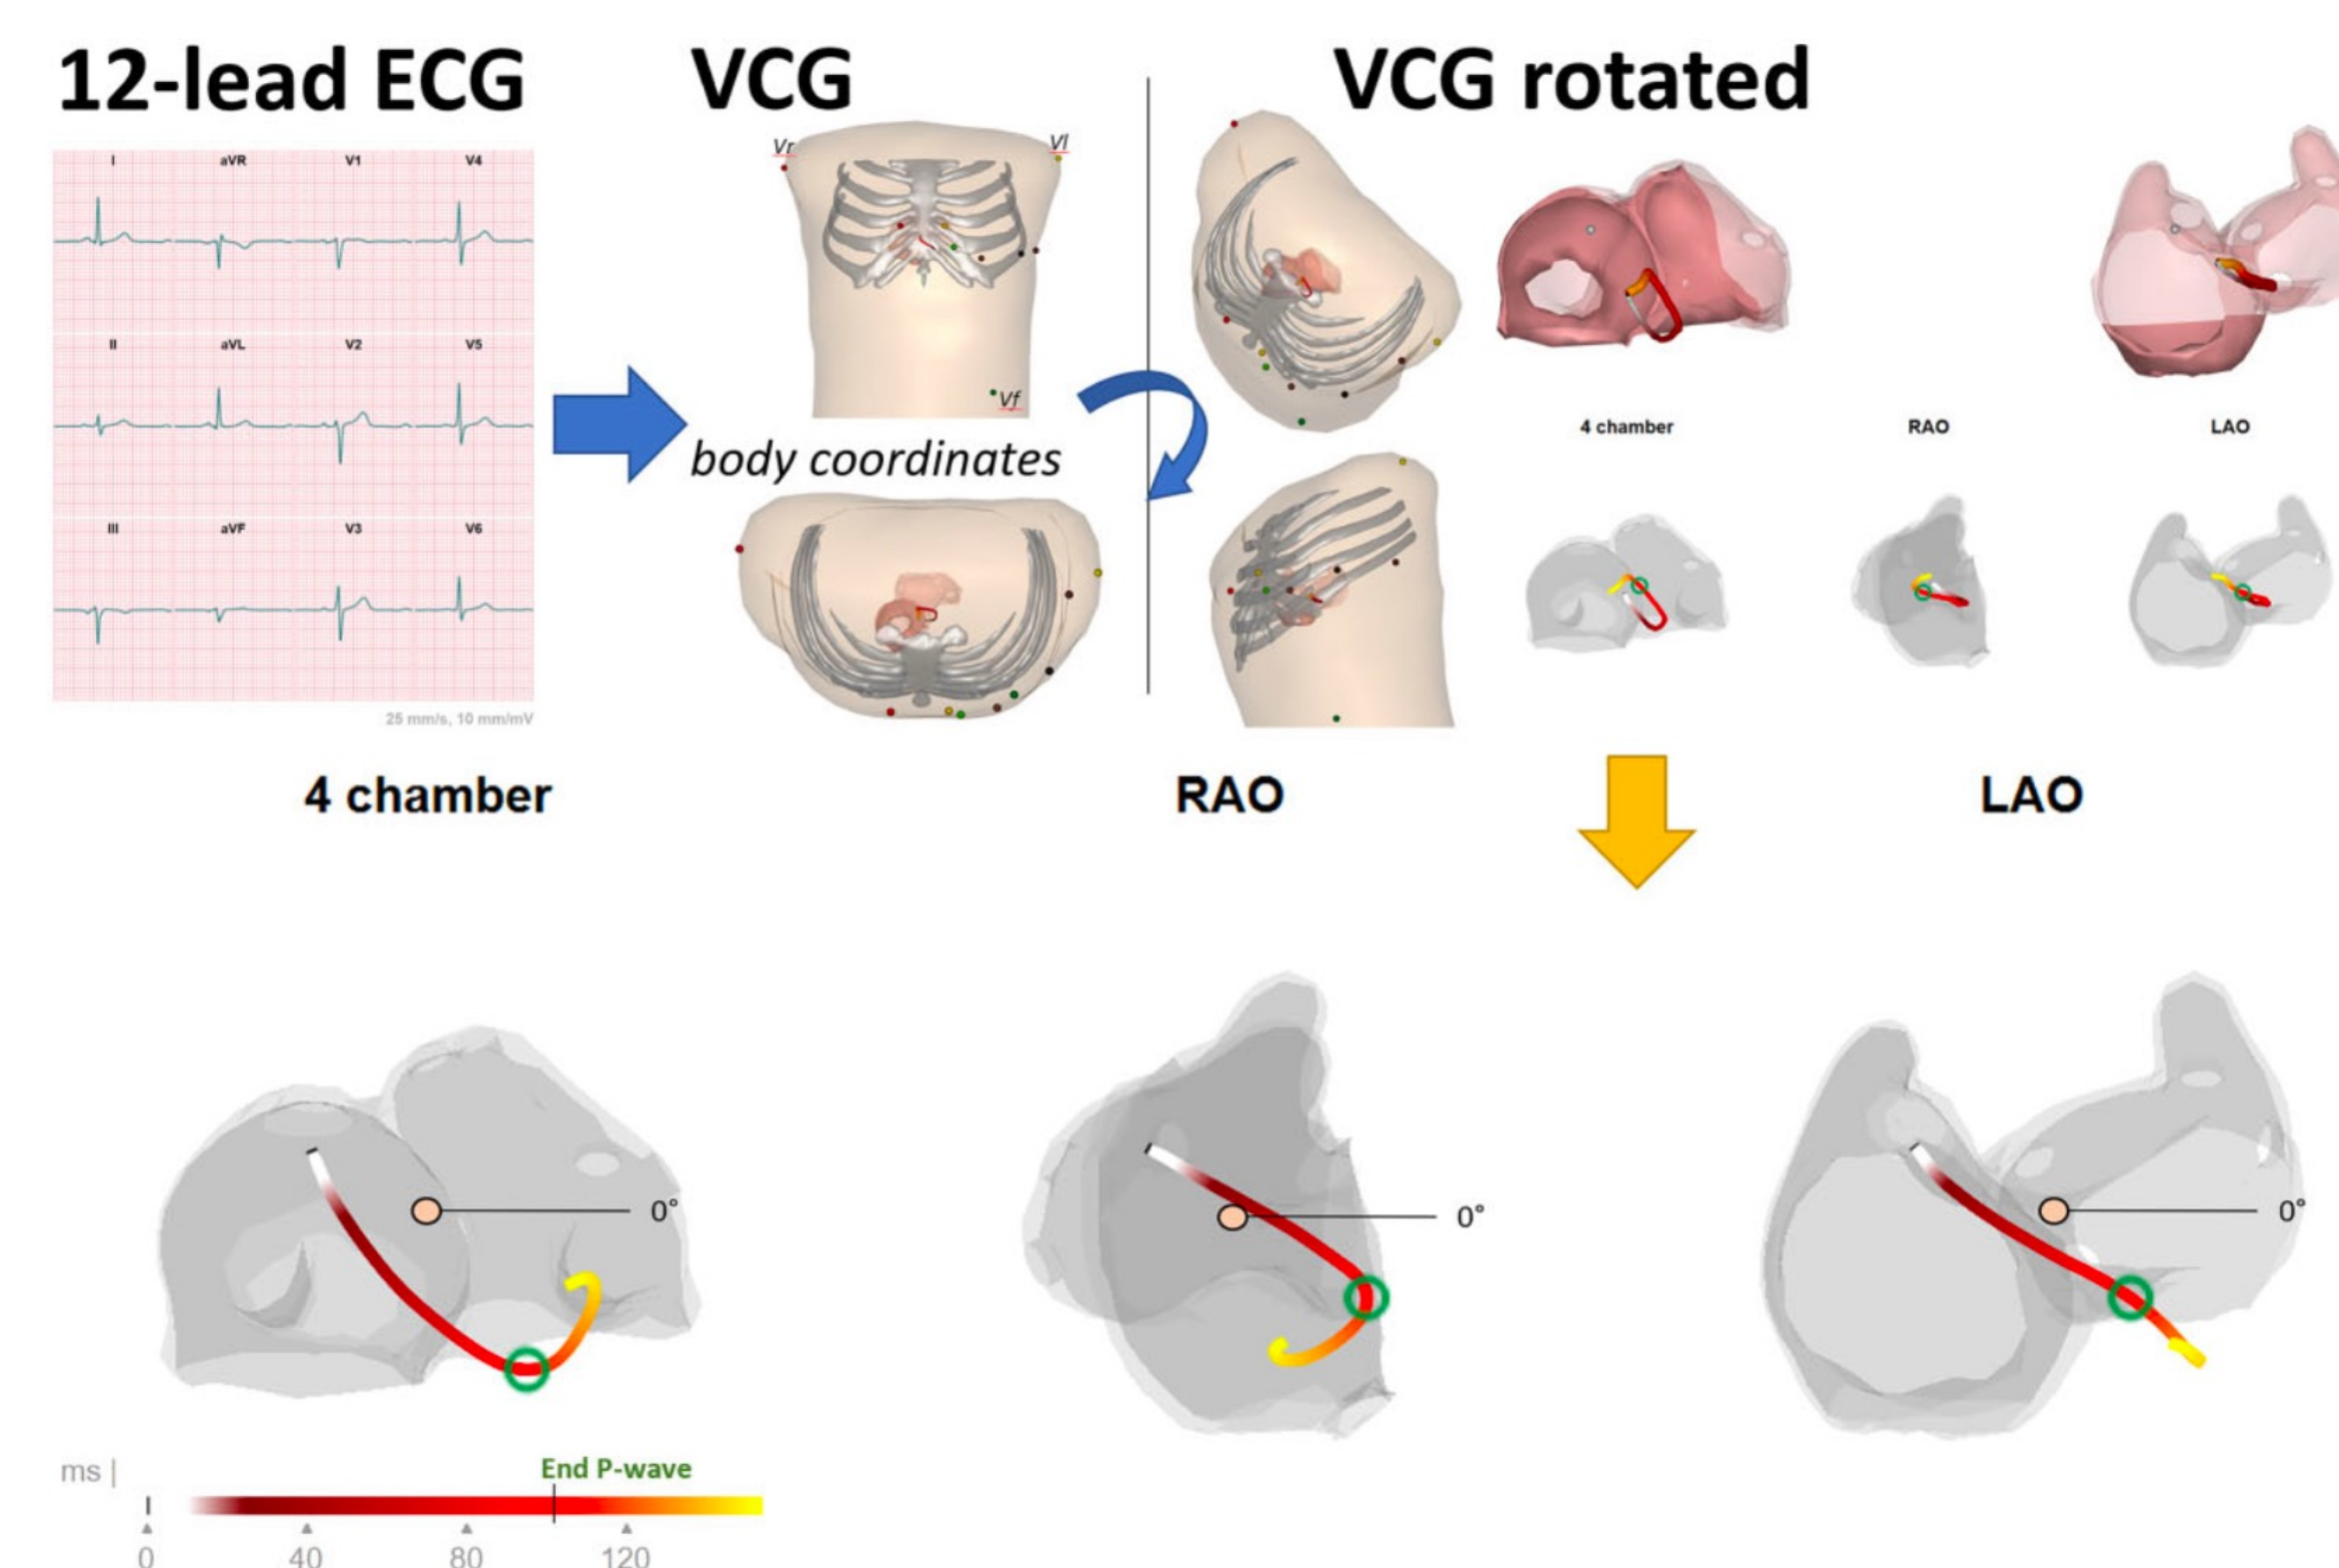 12-lead ECG
VCG
VCG rotated
I aVR V1 V4
II aVL V2 V5
III aVF V3 V6
25 mm/s, 10 mm/mV
Vr
Vl
Vf
body coordinates
4 chamber RAO LAO
4 chamber RAO LAO
0°
0°
0°
ms |
End P-wave
0 40 80 120